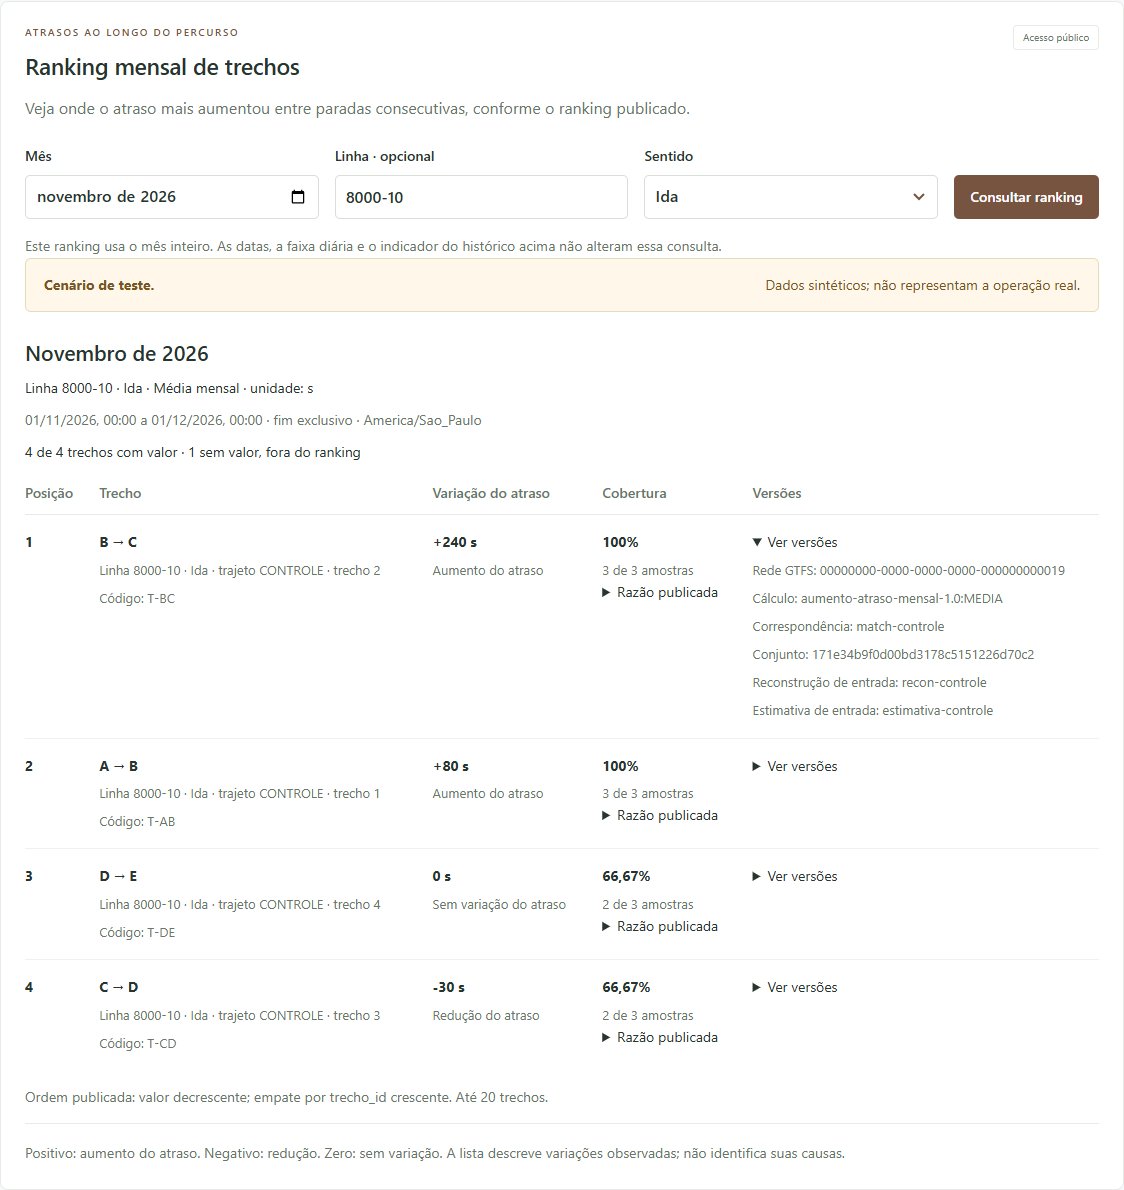 ATRASOS AO LONGO DO PERCURSO
Acesso público
Ranking mensal de trechos
Veja onde o atraso mais aumentou entre paradas consecutivas, conforme o ranking publicado.
Mês
Linha · opcional
Sentido
novembro de 2026
8000-10
Ida
Consultar ranking
Este ranking usa o mês inteiro. As datas, a faixa diária e o indicador do histórico acima não alteram essa consulta.
Cenário de teste.
Dados sintéticos; não representam a operação real.
Novembro de 2026
Linha 8000-10 · Ida · Média mensal · unidade: s
01/11/2026, 00:00 a 01/12/2026, 00:00 · fim exclusivo · America/Sao_Paulo
4 de 4 trechos com valor · 1 sem valor, fora do ranking
Posição Trecho Variação do atraso Cobertura Versões
1 B → C +240 s 100% ▼ Ver versões
Linha 8000-10 · Ida · trajeto CONTROLE · trecho 2 Aumento do atraso 3 de 3 amostras Rede GTFS: 00000000-0000-0000-0000-000000000019
Código: T-BC ▶ Razão publicada Cálculo: aumento-atraso-mensal-1.0:MEDIA
Correspondência: match-controle
Conjunto: 171e34b9f0d00bd3178c5151226d70c2
Reconstrução de entrada: recon-controle
Estimativa de entrada: estimativa-controle
2 A → B +80 s 100% ▶ Ver versões
Linha 8000-10 · Ida · trajeto CONTROLE · trecho 1 Aumento do atraso 3 de 3 amostras
Código: T-AB ▶ Razão publicada
3 D → E 0 s 66,67% ▶ Ver versões
Linha 8000-10 · Ida · trajeto CONTROLE · trecho 4 Sem variação do atraso 2 de 3 amostras
Código: T-DE ▶ Razão publicada
4 C → D -30 s 66,67% ▶ Ver versões
Linha 8000-10 · Ida · trajeto CONTROLE · trecho 3 Redução do atraso 2 de 3 amostras
Código: T-CD ▶ Razão publicada
Ordem publicada: valor decrescente; empate por trecho_id crescente. Até 20 trechos.
Positivo: aumento do atraso. Negativo: redução. Zero: sem variação. A lista descreve variações observadas; não identifica suas causas.